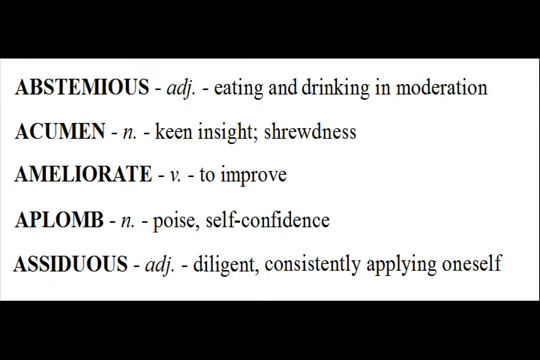 ABSTEMIOUS - adj. - eating and drinking in moderation
ACUMEN - n. - keen insight; shrewdness
AMELIORATE - v. - to improve
APLOMB - n. - poise, self-confidence
ASSIDUOUS - adj. - diligent, consistently applying oneself